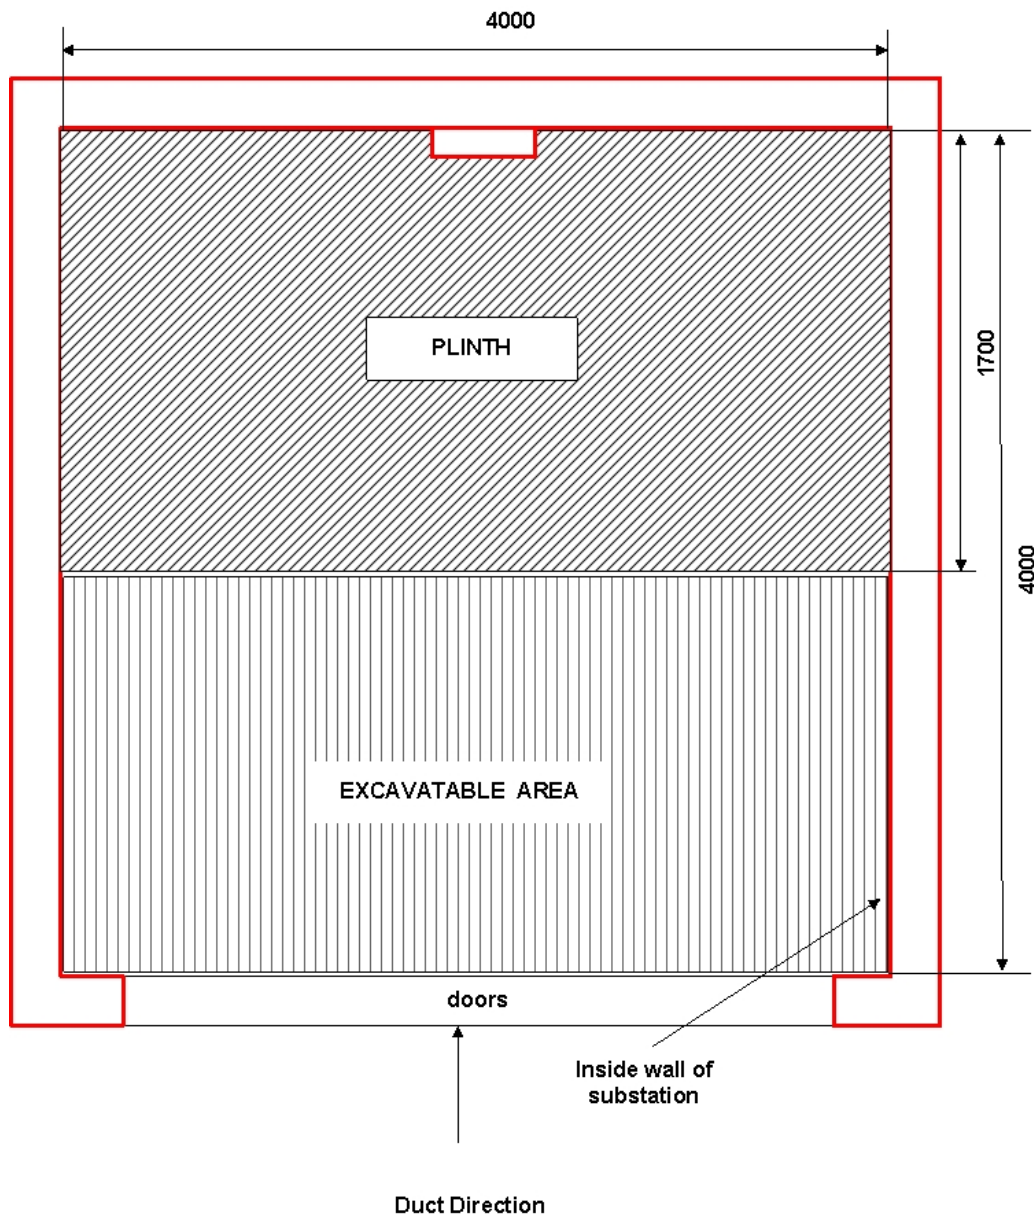 4000
PLINTH
1700
4000
EXCAVATABLE AREA
doors
Inside wall of
substation
Duct Direction